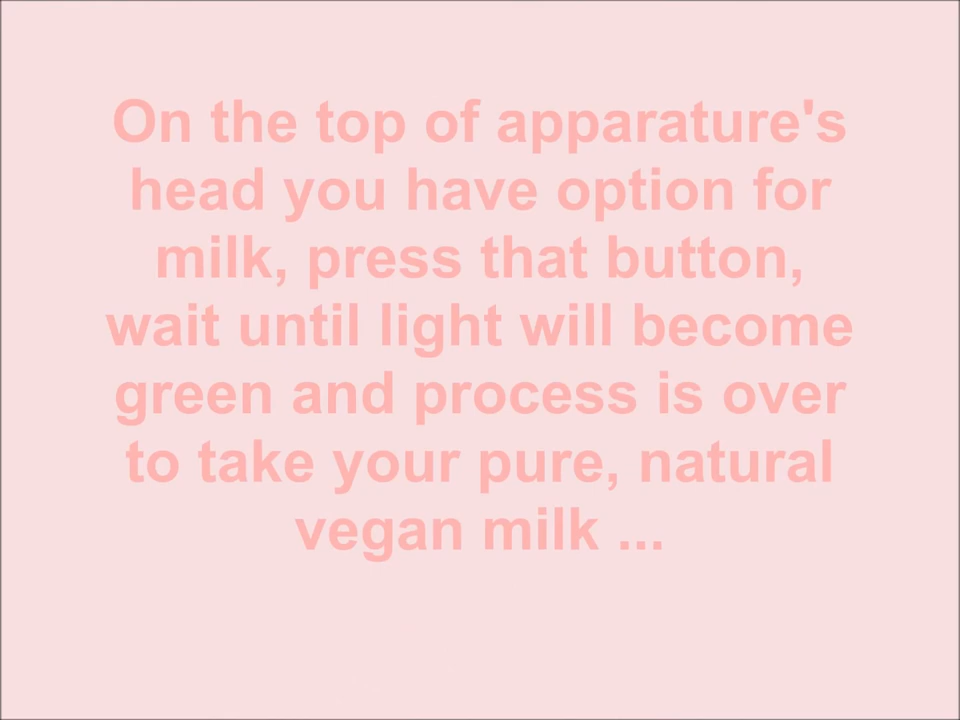 On the top of apparature's
head you have option for
milk, press that button,
wait until light will become
green and process is over
to take your pure, natural
vegan milk ...